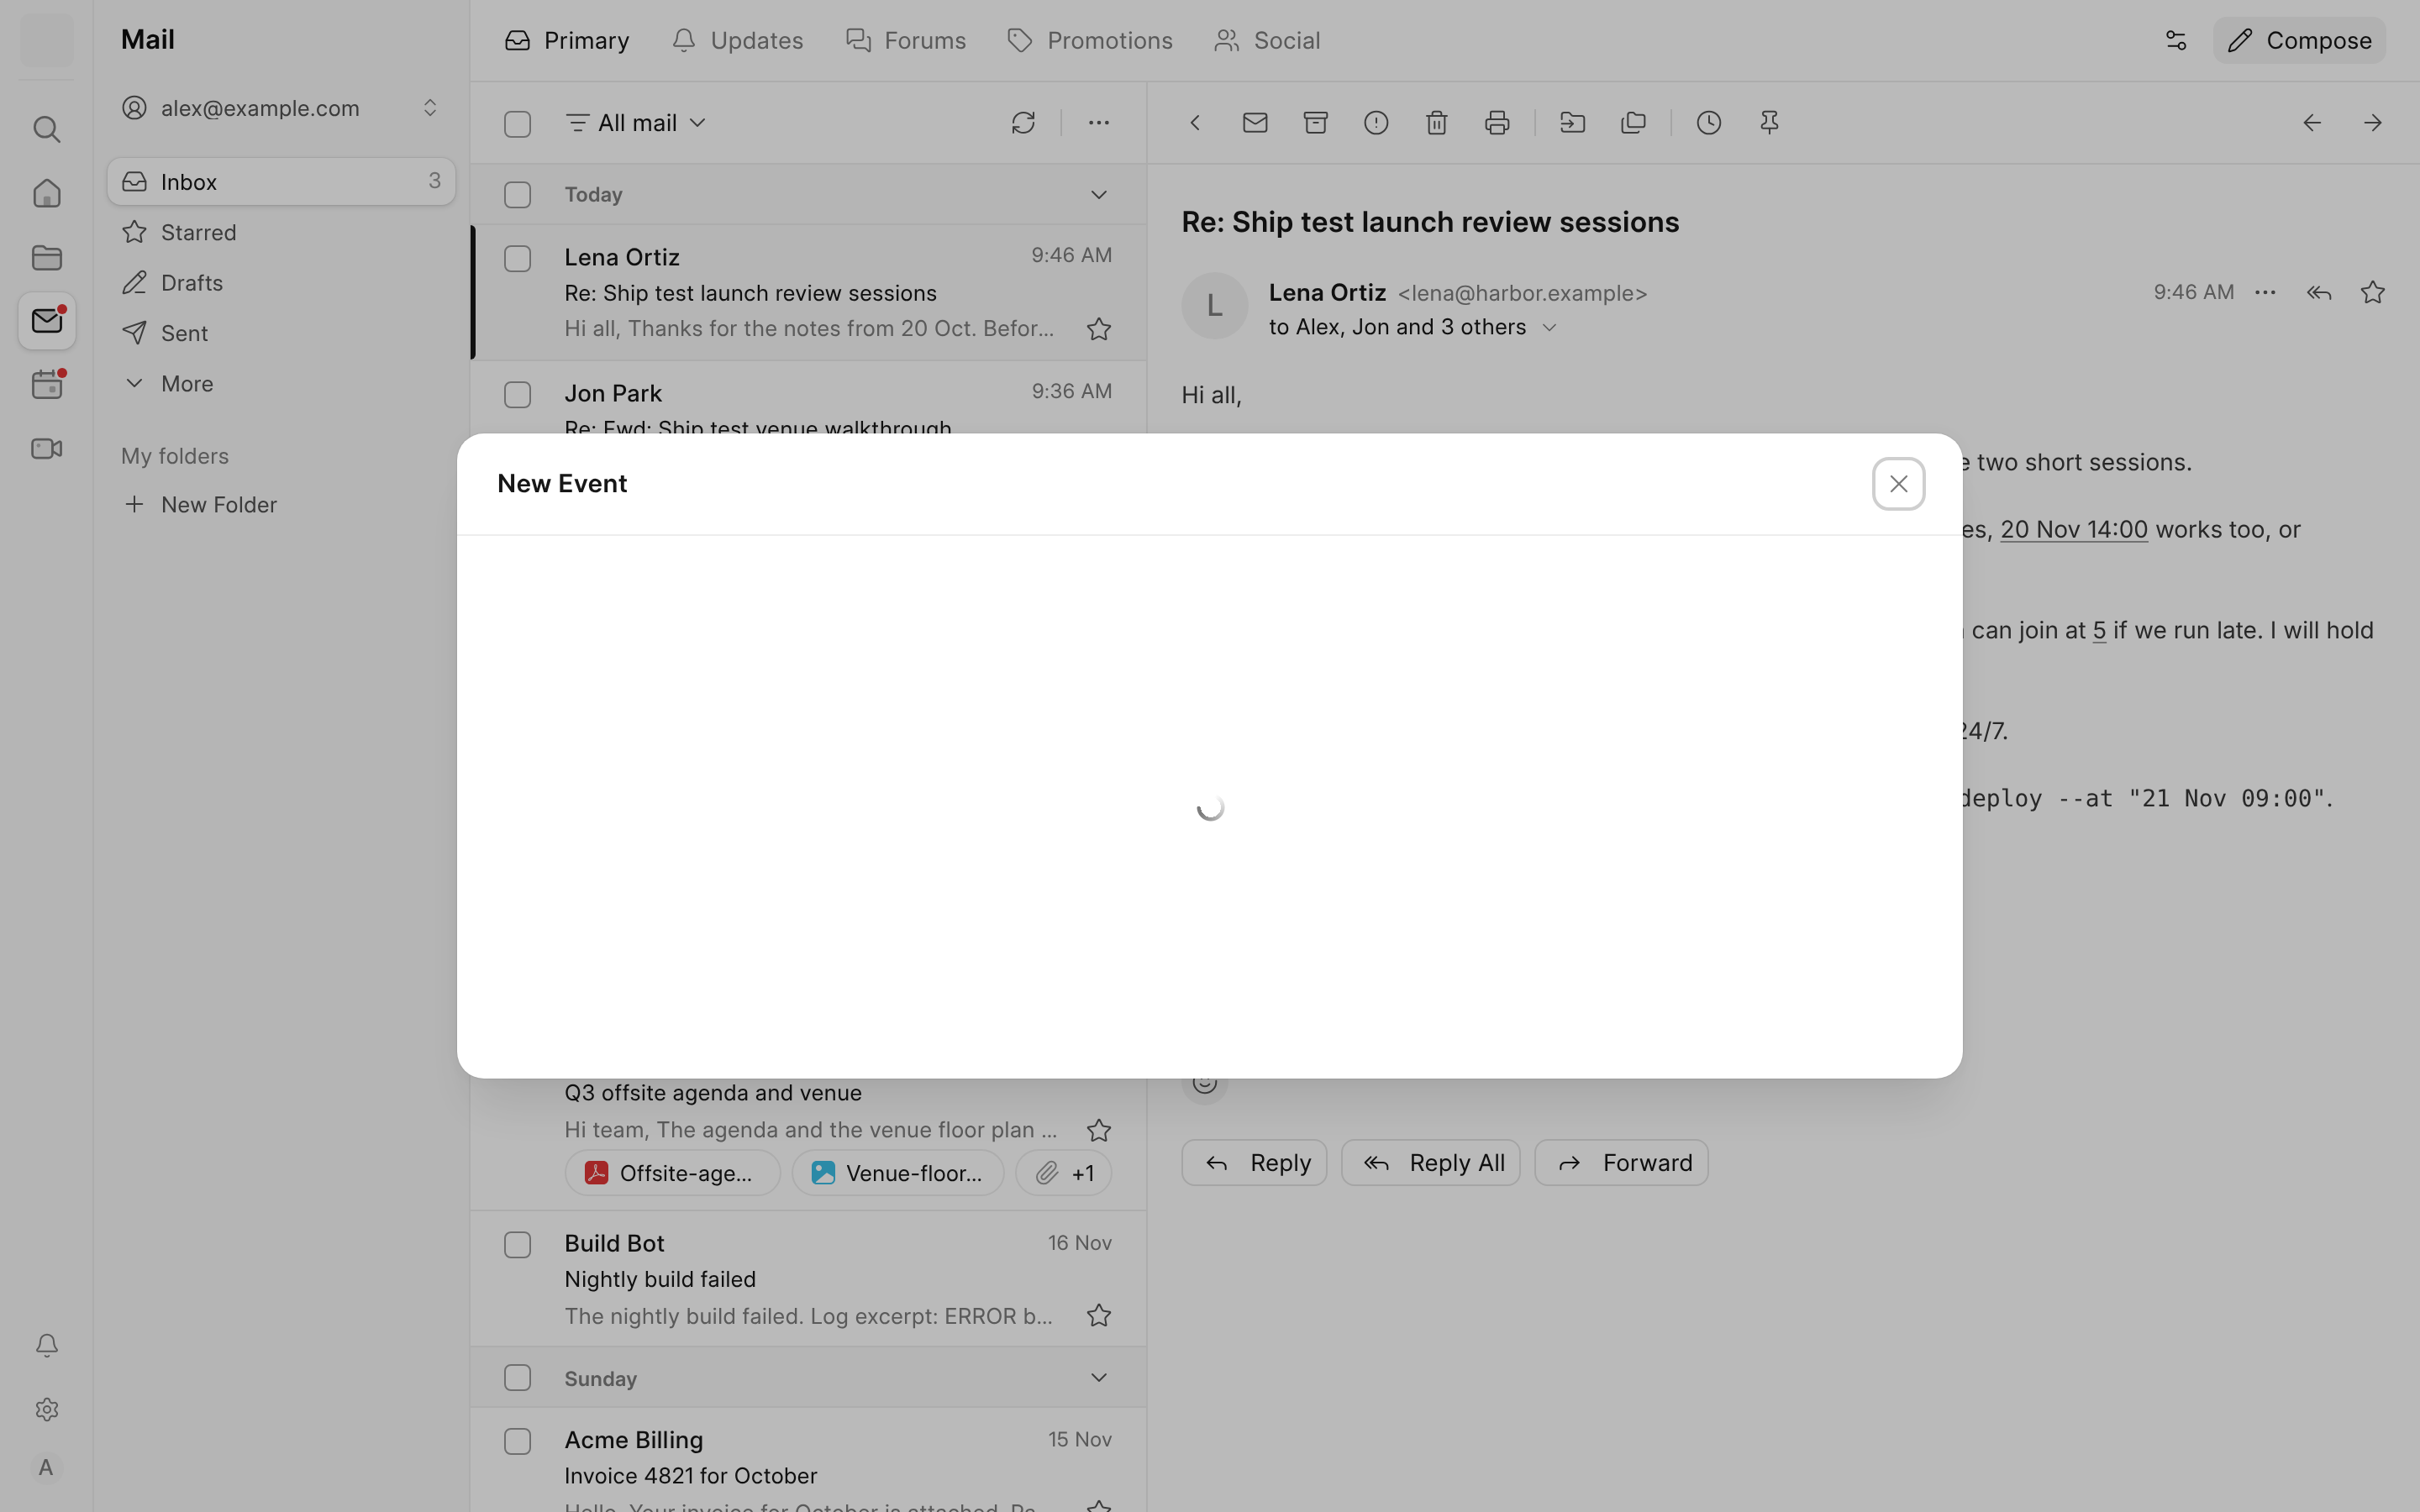 Mail
alex@example.com
Inbox 3
Starred
Drafts
Sent
More
My folders
New Folder
A
Primary Updates Forums Promotions Social
Compose
All mail
Today
Lena Ortiz 9:46 AM
Re: Ship test launch review sessions
Hi all, Thanks for the notes from 20 Oct. Befor...
Jon Park 9:36 AM
Re: Fwd: Ship test venue walkthrough
Re: Ship test launch review sessions
L
Lena Ortiz <lena@harbor.example> 9:46 AM
to Alex, Jon and 3 others
Hi all,
two short sessions.
20 Nov 14:00 works too, or
can join at 5 if we run late. I will hold
24/7.
deploy --at "21 Nov 09:00".
New Event
Q3 offsite agenda and venue
Hi team, The agenda and the venue floor plan ...
Offsite-age... Venue-floor... +1
Build Bot 16 Nov
Nightly build failed
The nightly build failed. Log excerpt: ERROR b...
Sunday
Acme Billing 15 Nov
Invoice 4821 for October
Hello, Your invoice for October is attached.
Reply Reply All Forward